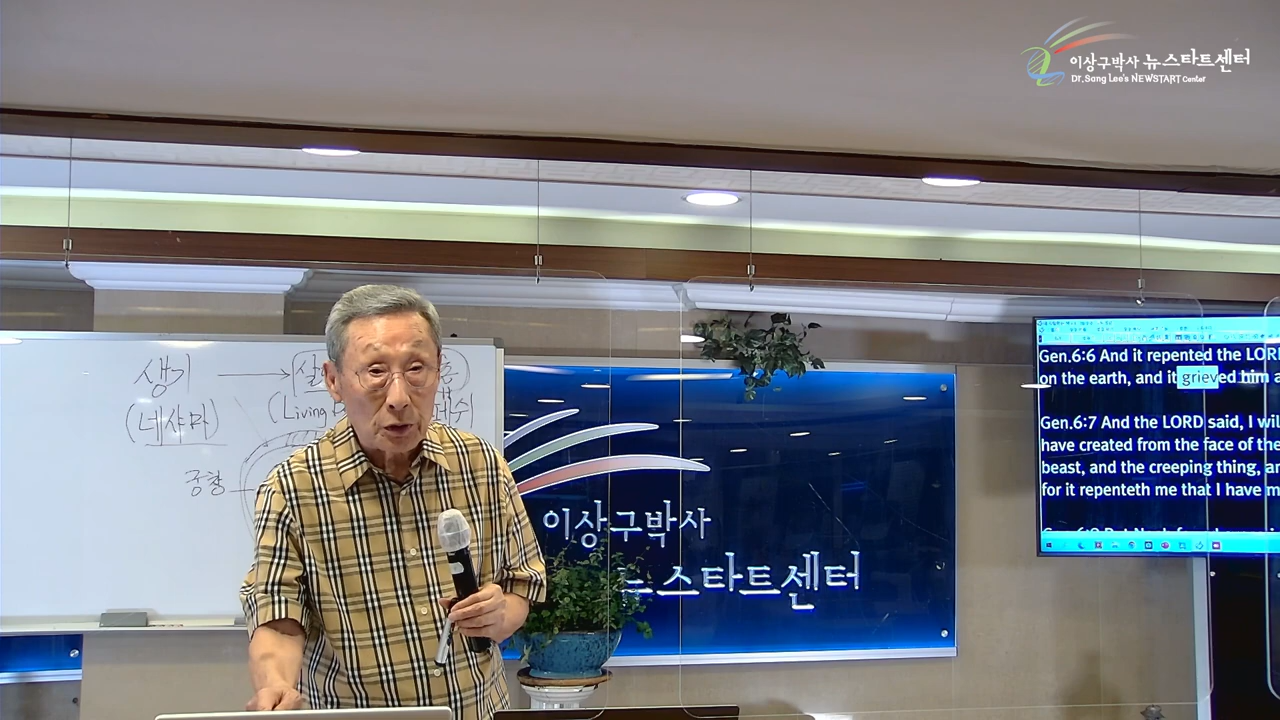 이상구박사 뉴스타트센터
Dr. Sang Lee's NEWSTART Center
생기
(네샤마)
(Living
Gen.6:6 And it repented the LORD
on the earth, and it grieved him a
Gen.6:7 And the LORD said, I wil
have created from the face of the
beast, and the creeping thing, an
for it repenteth me that I have m
이상구박사
뉴스타트센터